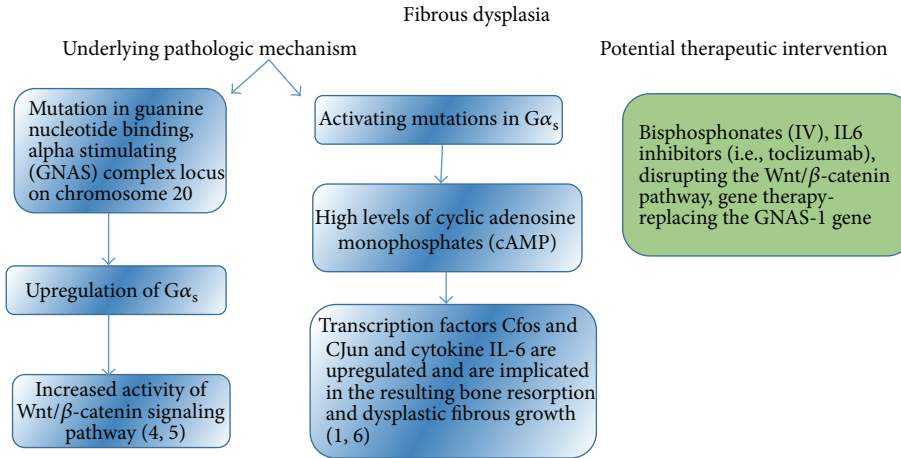 Fibrous dysplasia
Underlying pathologic mechanism
Potential therapeutic intervention
Mutation in guanine
nucleotide binding,
alpha stimulating
(GNAS) complex locus
on chromosome 20
Upregulation of Gαs
Increased activity of
Wnt/β-catenin signaling
pathway (4, 5)
Activating mutations in Gαs
High levels of cyclic adenosine
monophosphates (cAMP)
Transcription factors Cfos and
CJun and cytokine IL-6 are
upregulated and are implicated
in the resulting bone resorption
and dysplastic fibrous growth
(1, 6)
Bisphosphonates (IV), IL6
inhibitors (i.e., toclizumab),
disrupting the Wnt/β-catenin
pathway, gene therapy-
replacing the GNAS-1 gene